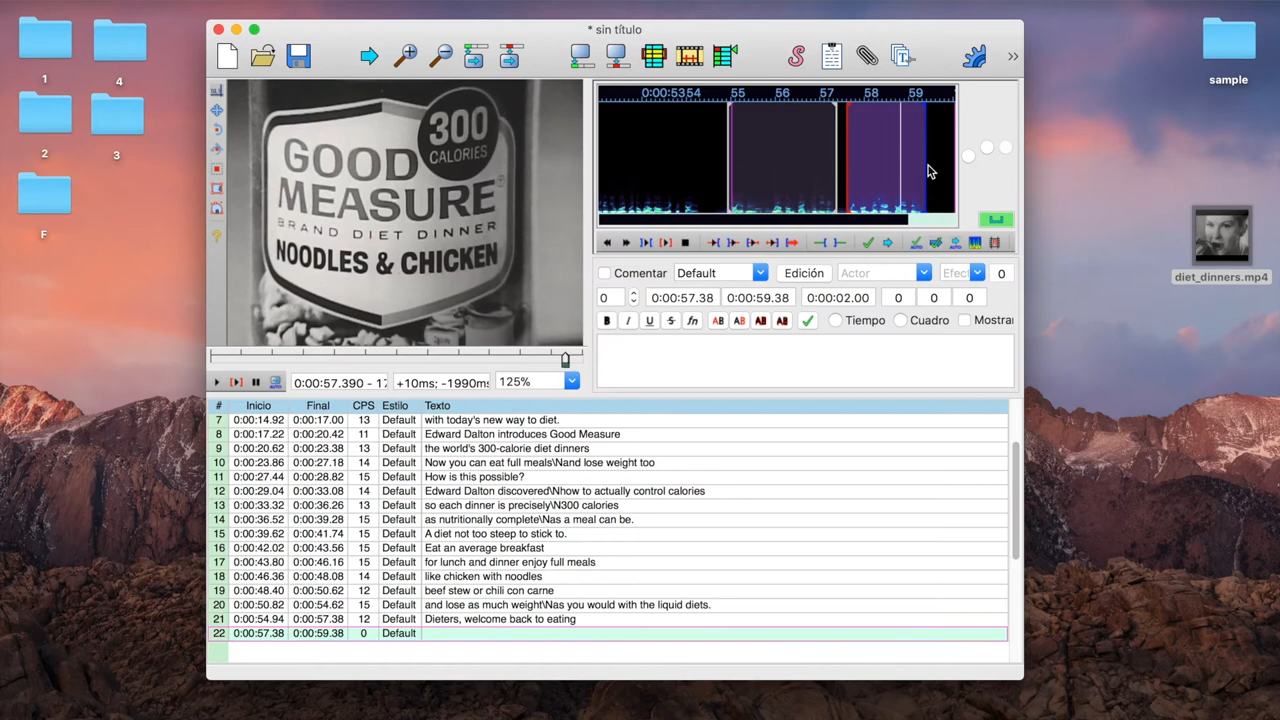 * sin título
1
4
2
3
F
sample
diet_dinners.mp4
300
CALORIES
GOOD
MEASURE
BRAND DIET DINNER
NOODLES & CHICKEN
0:00:53 54 55 56 57 58 59
Comentar Default Edición Actor Efect 0
0 0:00:57.38 0:00:59.38 0:00:02.00 0 0 0
B I U S fn AB AB AB AB Tiempo Cuadro Mostrar
0:00:57.390 - 17 +10ms; -1990ms 125%
# Inicio Final CPS Estilo Texto
7 0:00:14.92 0:00:17.00 13 Default with today's new way to diet.
8 0:00:17.22 0:00:20.42 11 Default Edward Dalton introduces Good Measure
9 0:00:20.62 0:00:23.38 13 Default the world's 300-calorie diet dinners
10 0:00:23.86 0:00:27.18 14 Default Now you can eat full meals\Nand lose weight too
11 0:00:27.44 0:00:28.82 15 Default How is this possible?
12 0:00:29.04 0:00:33.08 14 Default Edward Dalton discovered\Nhow to actually control calories
13 0:00:33.32 0:00:36.26 13 Default so each dinner is precisely\N300 calories
14 0:00:36.52 0:00:39.28 15 Default as nutritionally complete\Nas a meal can be.
15 0:00:39.62 0:00:41.74 15 Default A diet not too steep to stick to.
16 0:00:42.02 0:00:43.56 15 Default Eat an average breakfast
17 0:00:43.80 0:00:46.16 15 Default for lunch and dinner enjoy full meals
18 0:00:46.36 0:00:48.08 14 Default like chicken with noodles
19 0:00:48.40 0:00:50.62 12 Default beef stew or chili con carne
20 0:00:50.82 0:00:54.62 15 Default and lose as much weight\Nas you would with the liquid diets.
21 0:00:54.94 0:00:57.38 12 Default Dieters, welcome back to eating
22 0:00:57.38 0:00:59.38 0 Default